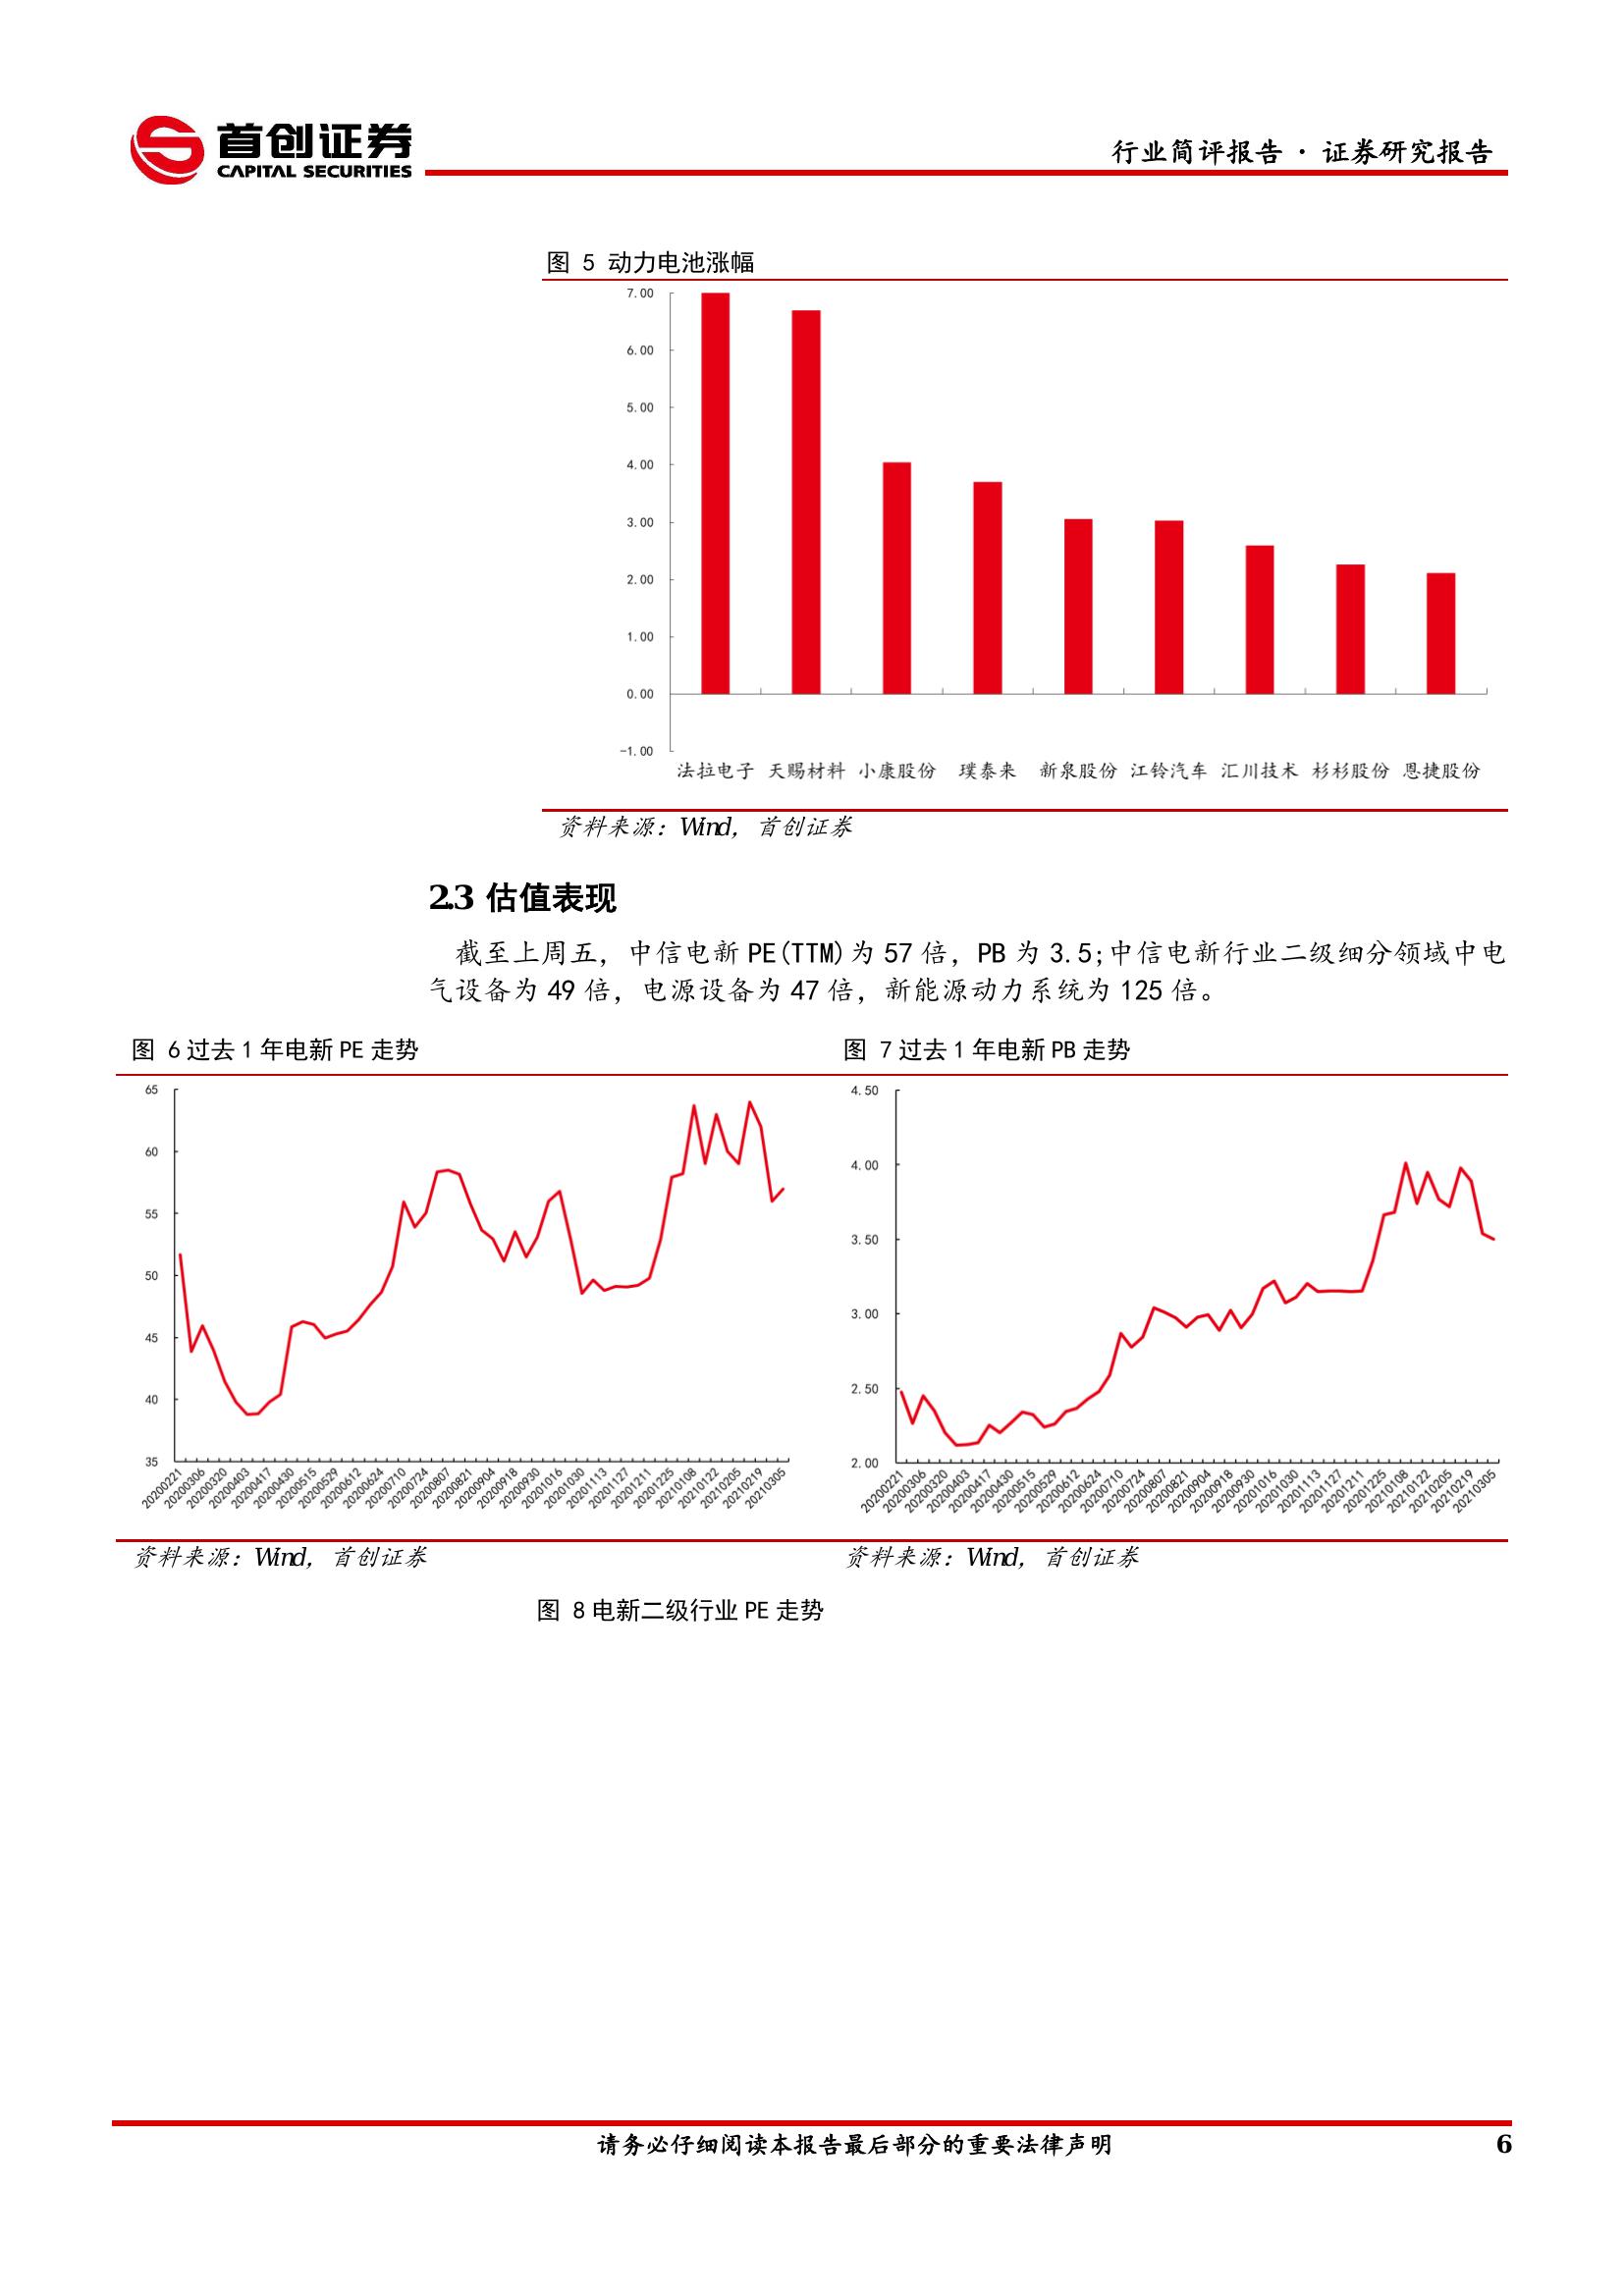 首创证券
CAPITAL SECURITIES
行业简评报告 · 证券研究报告
图 5 动力电池涨幅
7.00
6.00
5.00
4.00
3.00
2.00
1.00
0.00
-1.00
法拉电子 天赐材料 小康股份 璞泰来 新泉股份 江铃汽车 汇川技术 杉杉股份 恩捷股份
资料来源：Wind，首创证券
2.3 估值表现
截至上周五，中信电新 PE(TTM)为 57 倍，PB 为 3.5;中信电新行业二级细分领域中电
气设备为 49 倍，电源设备为 47 倍，新能源动力系统为 125 倍。
图 6 过去 1 年电新 PE 走势
65
60
55
50
45
40
35
20200221 20200306 20200320 20200403 20200417 20200430 20200515 20200529 20200612 20200624 20200710 20200724 20200807 20200821 20200904 20200918 20200930 20201016 20201030 20201113 20201127 20201211 20201225 20210108 20210122 20210205 20210219 20210305
资料来源：Wind，首创证券
图 7 过去 1 年电新 PB 走势
4.50
4.00
3.50
3.00
2.50
2.00
20200221 20200306 20200320 20200403 20200417 20200430 20200515 20200529 20200612 20200624 20200710 20200724 20200807 20200821 20200904 20200918 20200930 20201016 20201030 20201113 20201127 20201211 20201225 20210108 20210122 20210205 20210219 20210305
资料来源：Wind，首创证券
图 8 电新二级行业 PE 走势
请务必仔细阅读本报告最后部分的重要法律声明
6